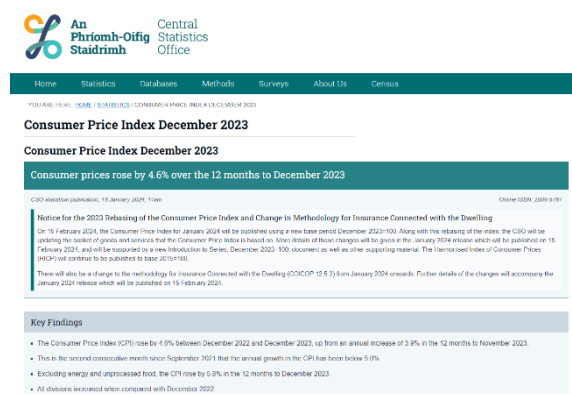 An
Phríomh-Oifig
Staidrimh
Central
Statistics
Office
Home Statistics Databases Methods Surveys About Us Census
YOU ARE HERE: HOME / STATISTICS / CONSUMER PRICE INDEX DECEMBER 2023
Consumer Price Index December 2023
Consumer Price Index December 2023
Consumer prices rose by 4.6% over the 12 months to December 2023
CSO statistical publication, 18 January 2024, 11am Online ISSN: 2009-8767
Notice for the 2023 Rebasing of the Consumer Price Index and Change in Methodology for Insurance Connected with the Dwelling
On 15 February 2024, the Consumer Price Index for January 2024 will be published using a new base period December 2023=100. Along with this rebasing of the index, the CSO will be
updating the basket of goods and services that the Consumer Price Index is based on. More details of those changes will be given in the January 2024 release which will be published on 15
February 2024, and will be supported by a new Introduction to Series, December 2023=100, document as well as other supporting material. The Harmonised Index of Consumer Prices
(HICP) will continue to be published to base 2015=100.
There will also be a change to the methodology for Insurance Connected with the Dwelling (COICOP 12.5.2) from January 2024 onwards. Further details of the changes will accompany the
January 2024 release which will be published on 15 February 2024.
Key Findings
• The Consumer Price Index (CPI) rose by 4.6% between December 2022 and December 2023, up from an annual increase of 3.9% in the 12 months to November 2023.
• This is the second consecutive month since September 2021 that the annual growth in the CPI has been below 5.0%
• Excluding energy and unprocessed food, the CPI rose by 5.8% in the 12 months to December 2023.
• All divisions increased when compared with December 2022.